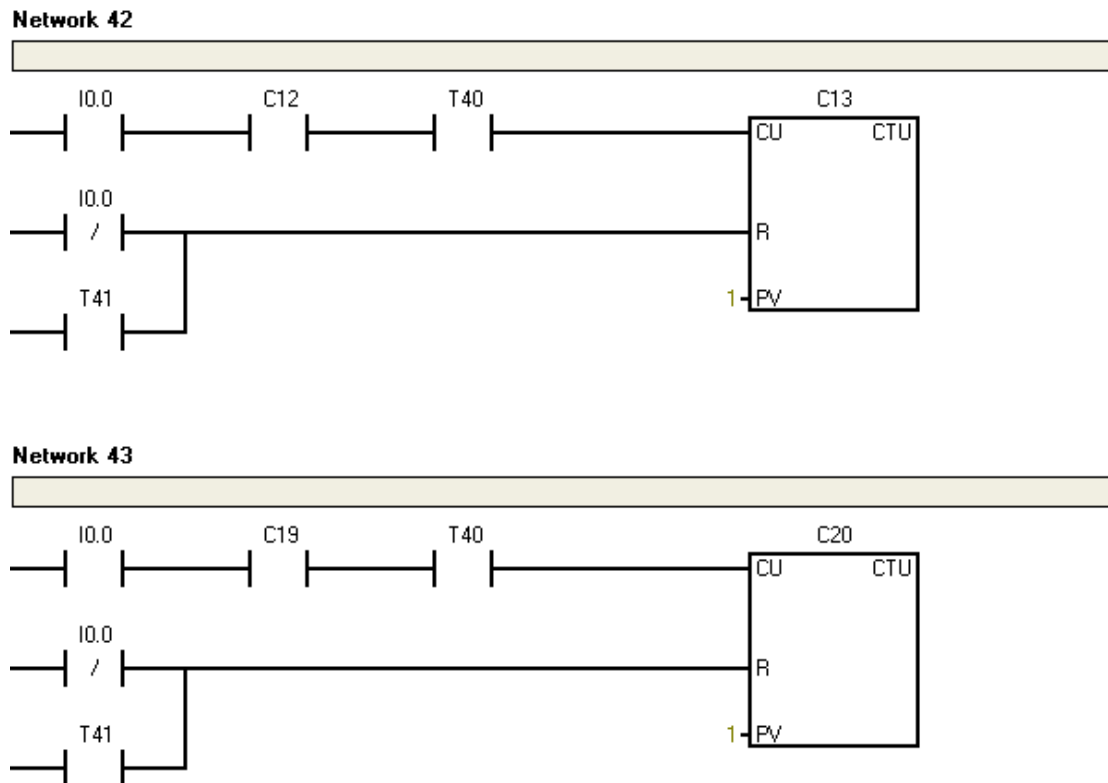 Network 42
I0.0 C12 T40 C13
CU CTU
I0.0
/ R
T41 1 PV
Network 43
I0.0 C19 T40 C20
CU CTU
I0.0
/ R
T41 1 PV